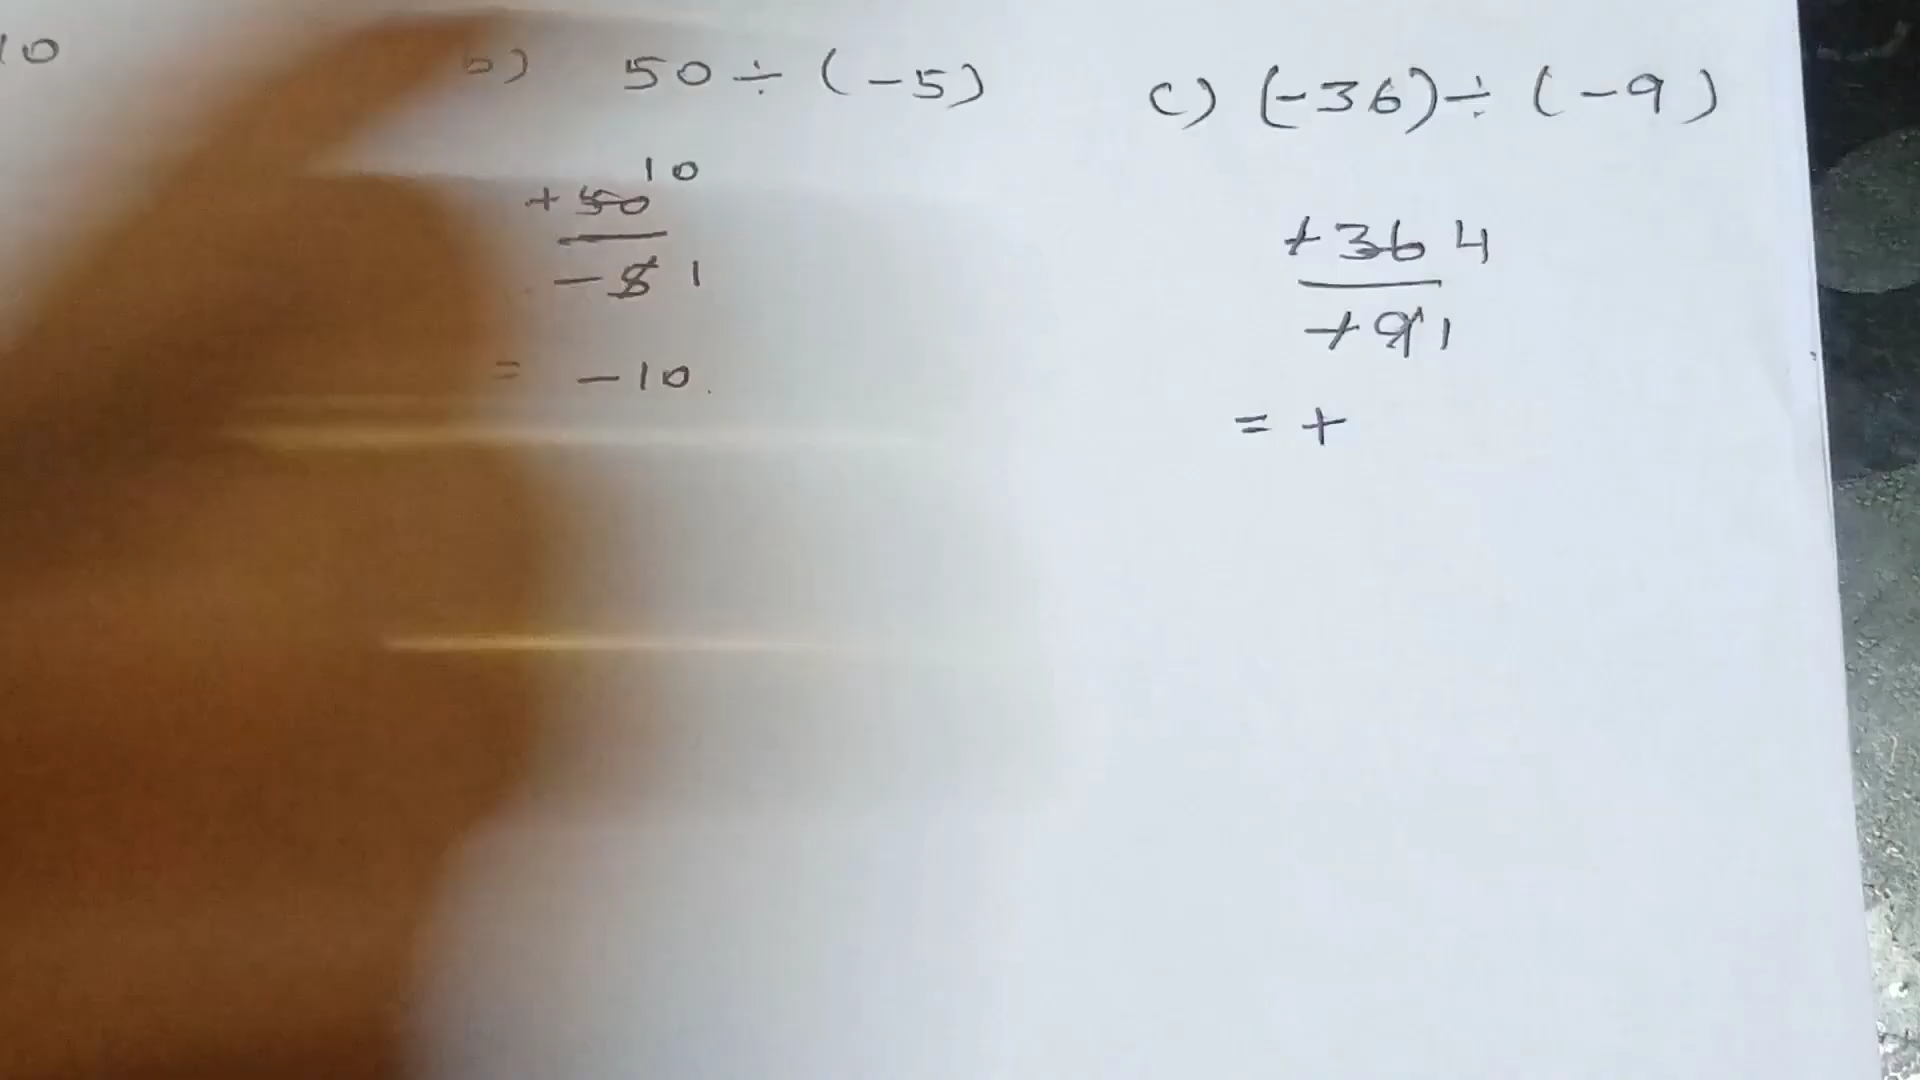 10
b) 50 ÷ (-5)
10
+ 50
- 5 1
= -10.
c) (-36) ÷ (-9)
+ 36 4
+ 9 1
= +